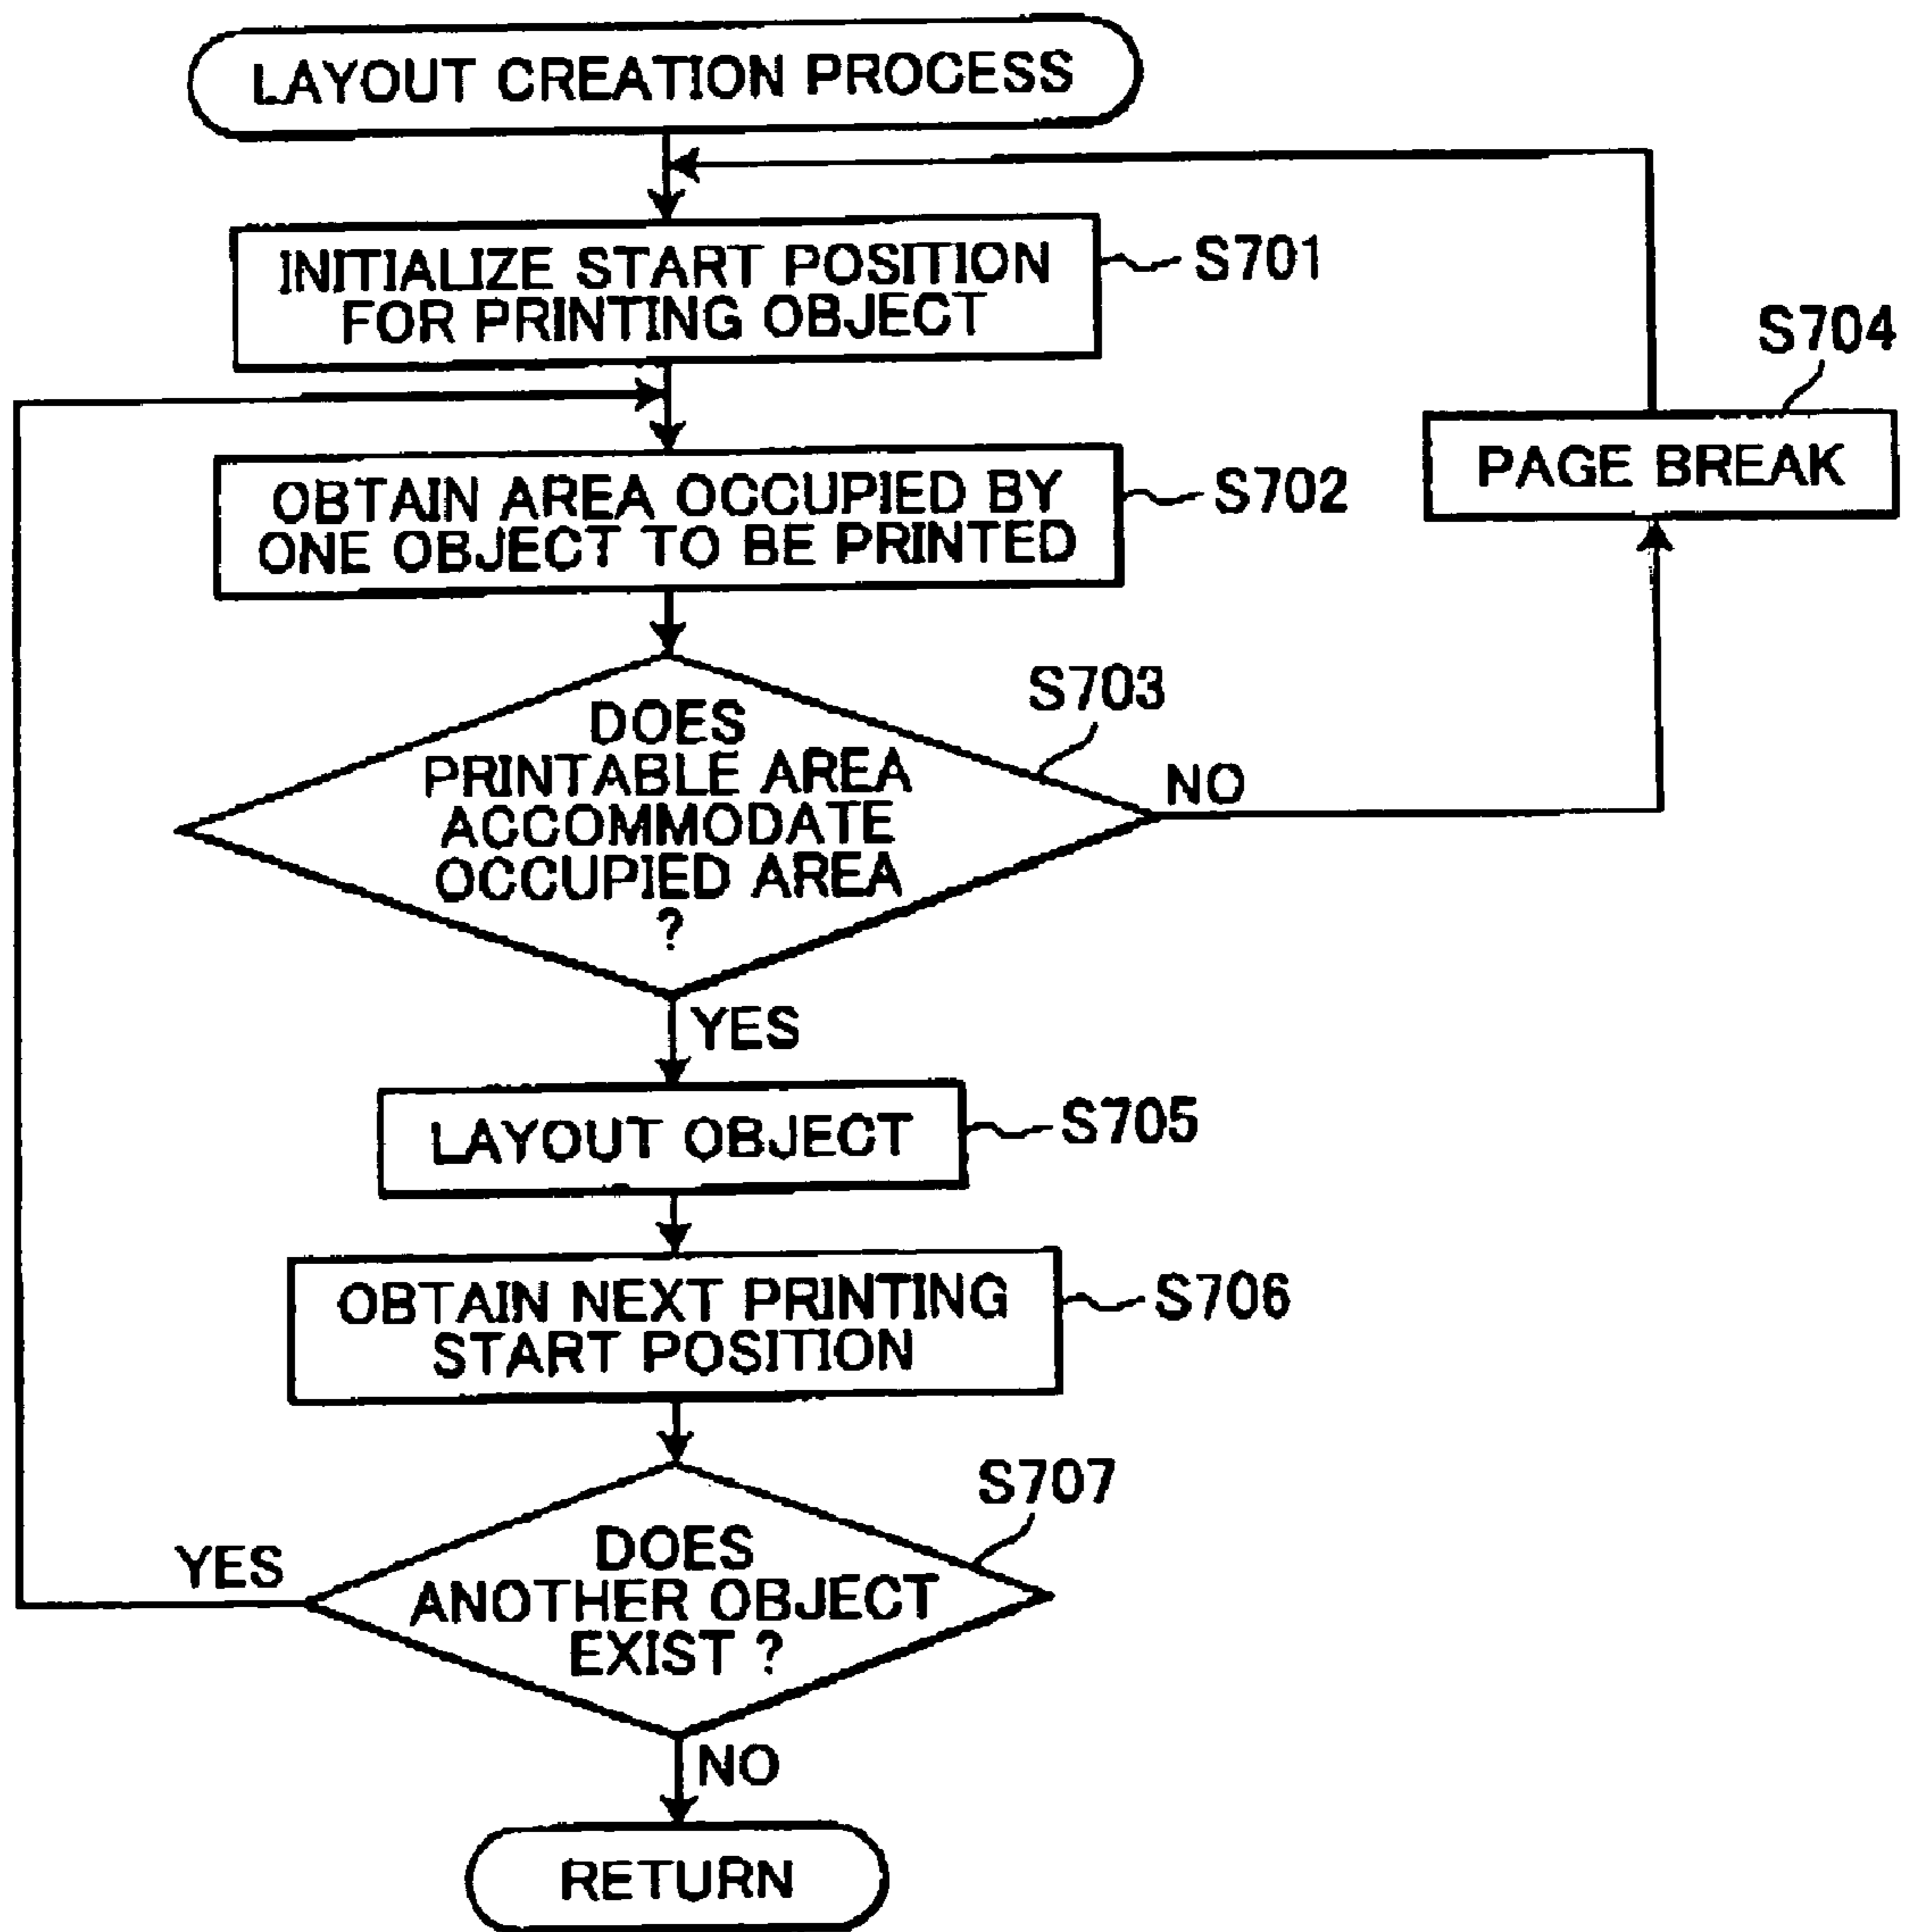 LAYOUT CREATION PROCESS
INITIALIZE START POSITION
FOR PRINTING OBJECT
S701
S704
PAGE BREAK
OBTAIN AREA OCCUPIED BY
ONE OBJECT TO BE PRINTED
S702
S703
DOES
PRINTABLE AREA
ACCOMMODATE
OCCUPIED AREA
?
NO
YES
LAYOUT OBJECT
S705
OBTAIN NEXT PRINTING
START POSITION
S706
S707
DOES
ANOTHER OBJECT
EXIST ?
YES
NO
RETURN